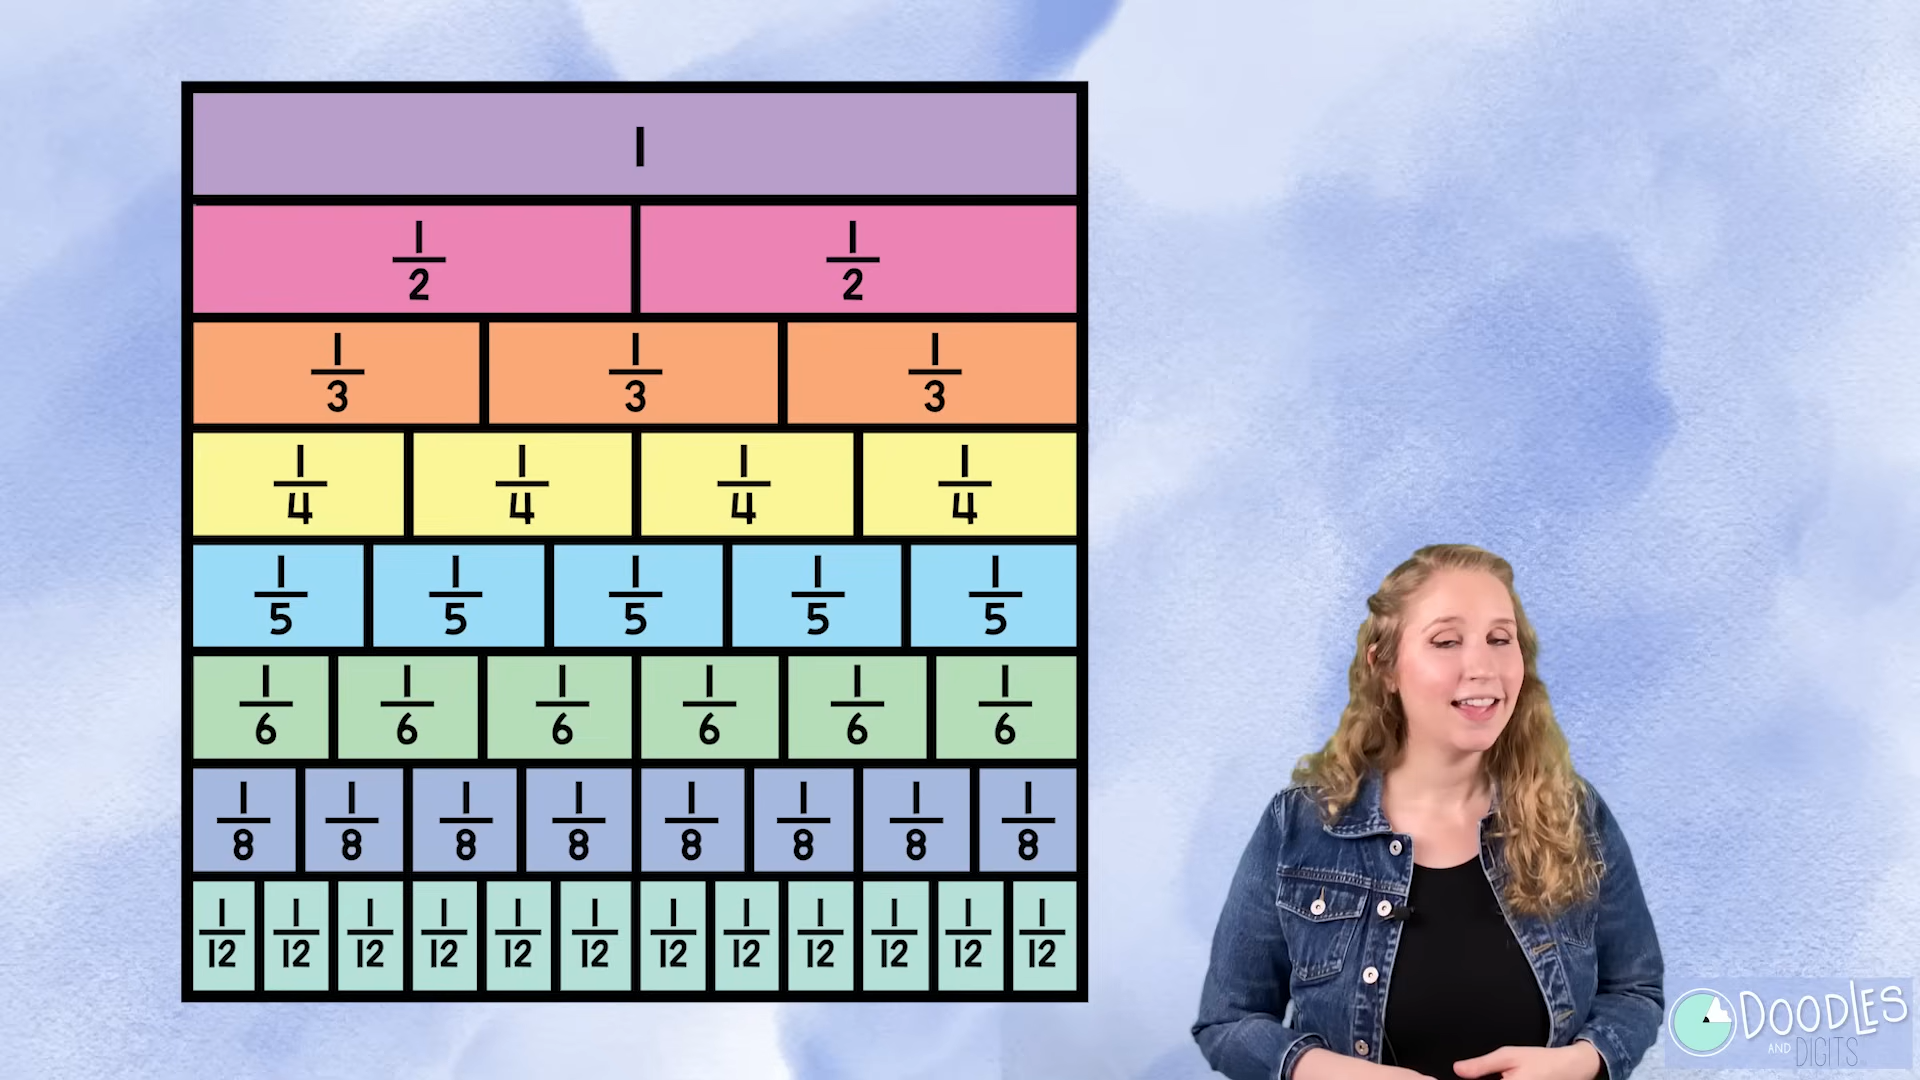 1
1/2 1/2
1/3 1/3 1/3
1/4 1/4 1/4 1/4
1/5 1/5 1/5 1/5 1/5
1/6 1/6 1/6 1/6 1/6 1/6
1/8 1/8 1/8 1/8 1/8 1/8 1/8 1/8
1/12 1/12 1/12 1/12 1/12 1/12 1/12 1/12 1/12 1/12 1/12 1/12
DOODLES
AND DIGITS